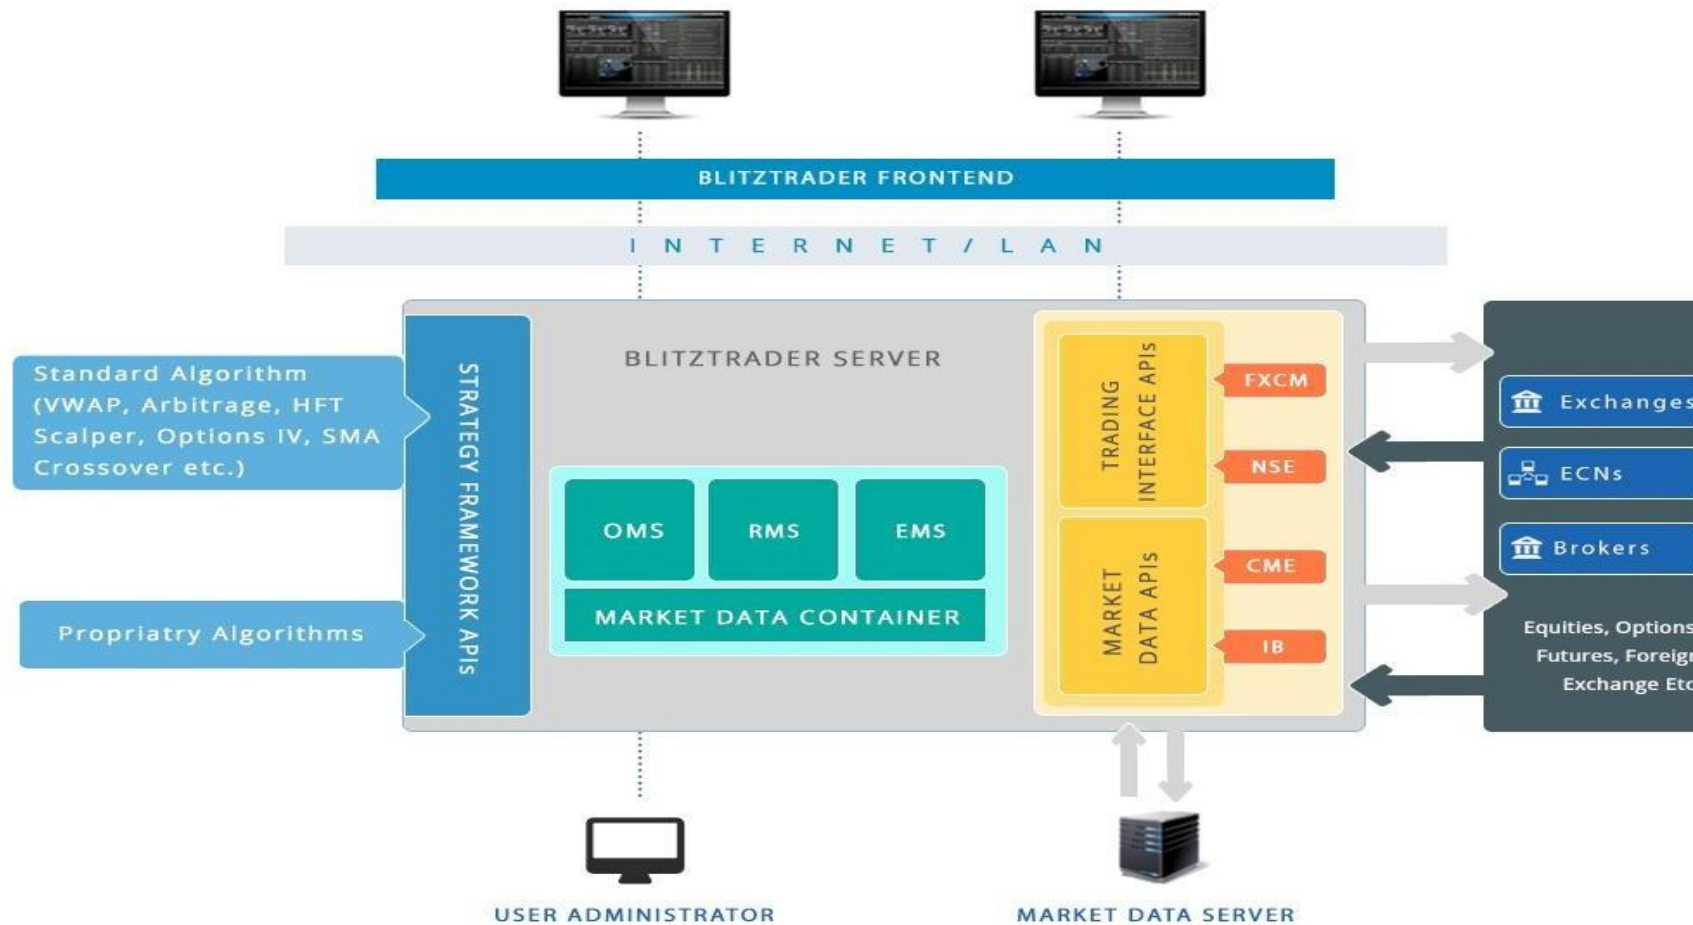 BLITZTRADER FRONTEND
INTERNET/LAN
BLITZTRADER SERVER
Standard Algorithm
(VWAP, Arbitrage, HFT
Scalper, Options IV, SMA
Crossover etc.)
Propriatry Algorithms
STRATEGY FRAMEWORK APIs
OMS
RMS
EMS
MARKET DATA CONTAINER
TRADING
INTERFACE APIs
MARKET
DATA APIs
FXCM
NSE
CME
IB
Exchanges
ECNs
Brokers
Equities, Options
Futures, Foreign
Exchange Etc
USER ADMINISTRATOR
MARKET DATA SERVER